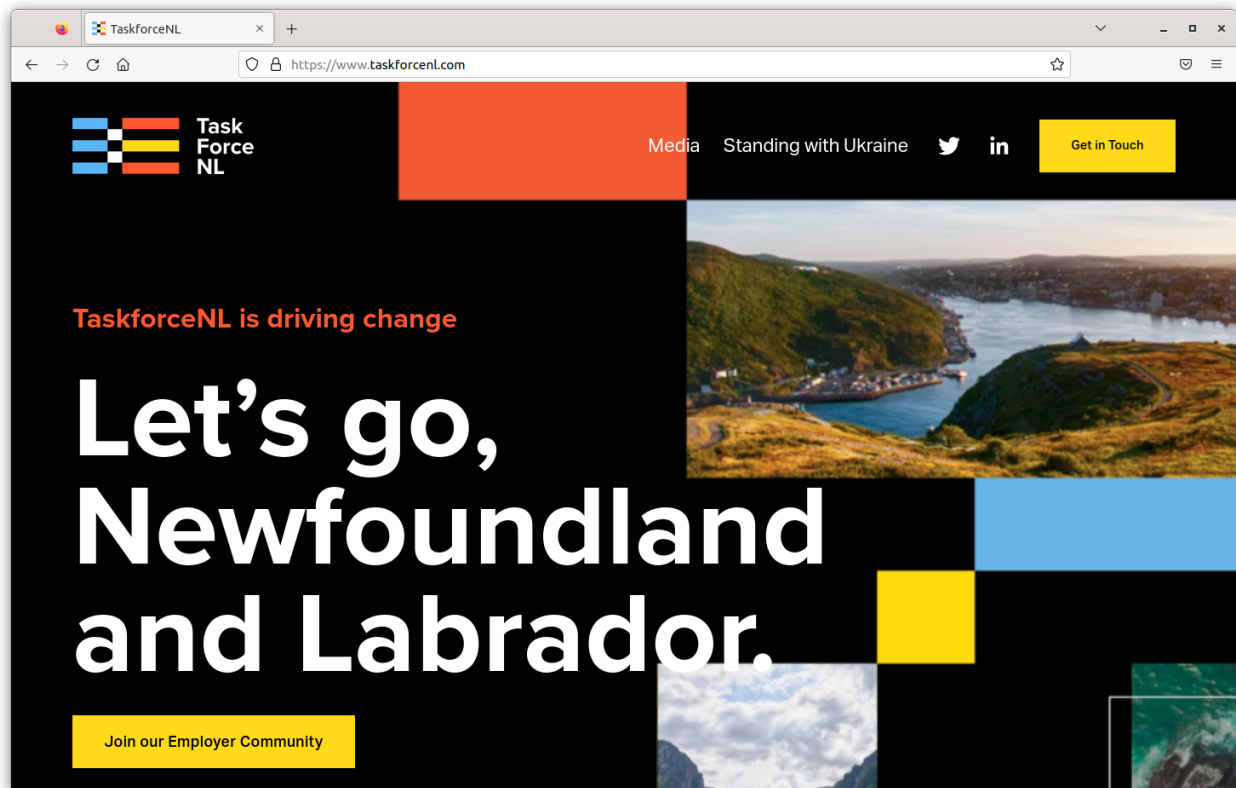 TaskforceNL
https://www.taskforcenl.com
Task
Force
NL
Media
Standing with Ukraine
Get in Touch
TaskforceNL is driving change
Let’s go,
Newfoundland
and Labrador.
Join our Employer Community